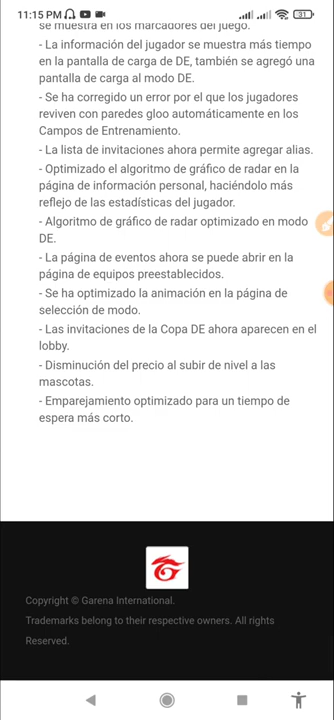 11:15 PM
31
se muestra en los marcadores del juego.
- La información del jugador se muestra más tiempo
en la pantalla de carga de DE, también se agregó una
pantalla de carga al modo DE.
- Se ha corregido un error por el que los jugadores
reviven con paredes gloo automáticamente en los
Campos de Entrenamiento.
- La lista de invitaciones ahora permite agregar alias.
- Optimizado el algoritmo de gráfico de radar en la
página de información personal, haciéndolo más
reflejo de las estadísticas del jugador.
- Algoritmo de gráfico de radar optimizado en modo
DE.
- La página de eventos ahora se puede abrir en la
página de equipos preestablecidos.
- Se ha optimizado la animación en la página de
selección de modo.
- Las invitaciones de la Copa DE ahora aparecen en el
lobby.
- Disminución del precio al subir de nivel a las
mascotas.
- Emparejamiento optimizado para un tiempo de
espera más corto.
Copyright © Garena International.
Trademarks belong to their respective owners. All rights
Reserved.